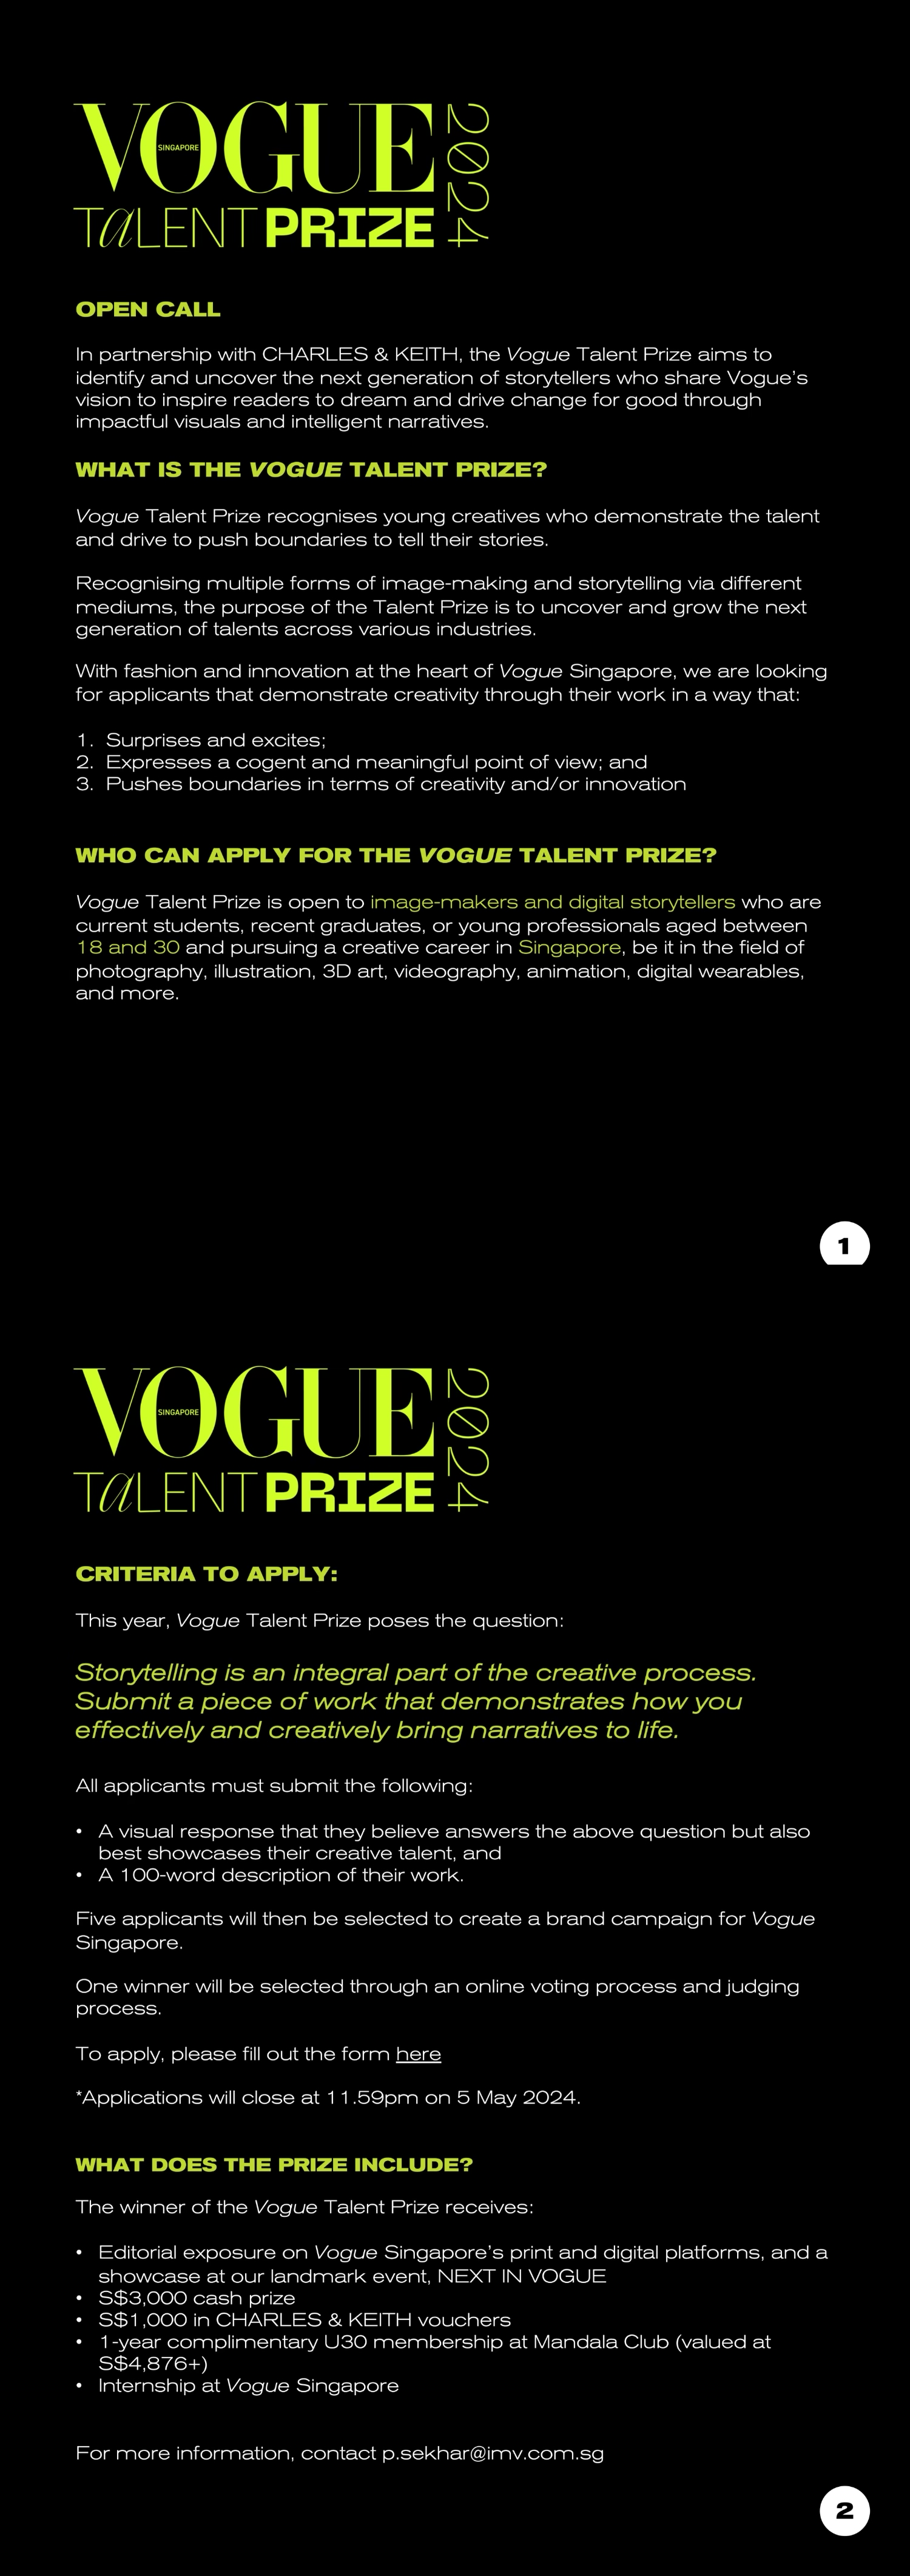 VOGUE
SINGAPORE
TaLENT PRIZE
2024
OPEN CALL
In partnership with CHARLES & KEITH, the Vogue Talent Prize aims to
identify and uncover the next generation of storytellers who share Vogue's
vision to inspire readers to dream and drive change for good through
impactful visuals and intelligent narratives.
WHAT IS THE VOGUE TALENT PRIZE?
Vogue Talent Prize recognises young creatives who demonstrate the talent
and drive to push boundaries to tell their stories.
Recognising multiple forms of image-making and storytelling via different
mediums, the purpose of the Talent Prize is to uncover and grow the next
generation of talents across various industries.
With fashion and innovation at the heart of Vogue Singapore, we are looking
for applicants that demonstrate creativity through their work in a way that:
1. Surprises and excites;
2. Expresses a cogent and meaningful point of view; and
3. Pushes boundaries in terms of creativity and/or innovation
WHO CAN APPLY FOR THE VOGUE TALENT PRIZE?
Vogue Talent Prize is open to image-makers and digital storytellers who are
current students, recent graduates, or young professionals aged between
18 and 30 and pursuing a creative career in Singapore, be it in the field of
photography, illustration, 3D art, videography, animation, digital wearables,
and more.
1
VOGUE
SINGAPORE
TaLENT PRIZE
2024
CRITERIA TO APPLY:
This year, Vogue Talent Prize poses the question:
Storytelling is an integral part of the creative process.
Submit a piece of work that demonstrates how you
effectively and creatively bring narratives to life.
All applicants must submit the following:
• A visual response that they believe answers the above question but also
best showcases their creative talent, and
• A 100-word description of their work.
Five applicants will then be selected to create a brand campaign for Vogue
Singapore.
One winner will be selected through an online voting process and judging
process.
To apply, please fill out the form here
*Applications will close at 11.59pm on 5 May 2024.
WHAT DOES THE PRIZE INCLUDE?
The winner of the Vogue Talent Prize receives:
• Editorial exposure on Vogue Singapore's print and digital platforms, and a
showcase at our landmark event, NEXT IN VOGUE
• S$3,000 cash prize
• S$1,000 in CHARLES & KEITH vouchers
• 1-year complimentary U30 membership at Mandala Club (valued at
S$4,876+)
• Internship at Vogue Singapore
For more information, contact p.sekhar@imv.com.sg
2